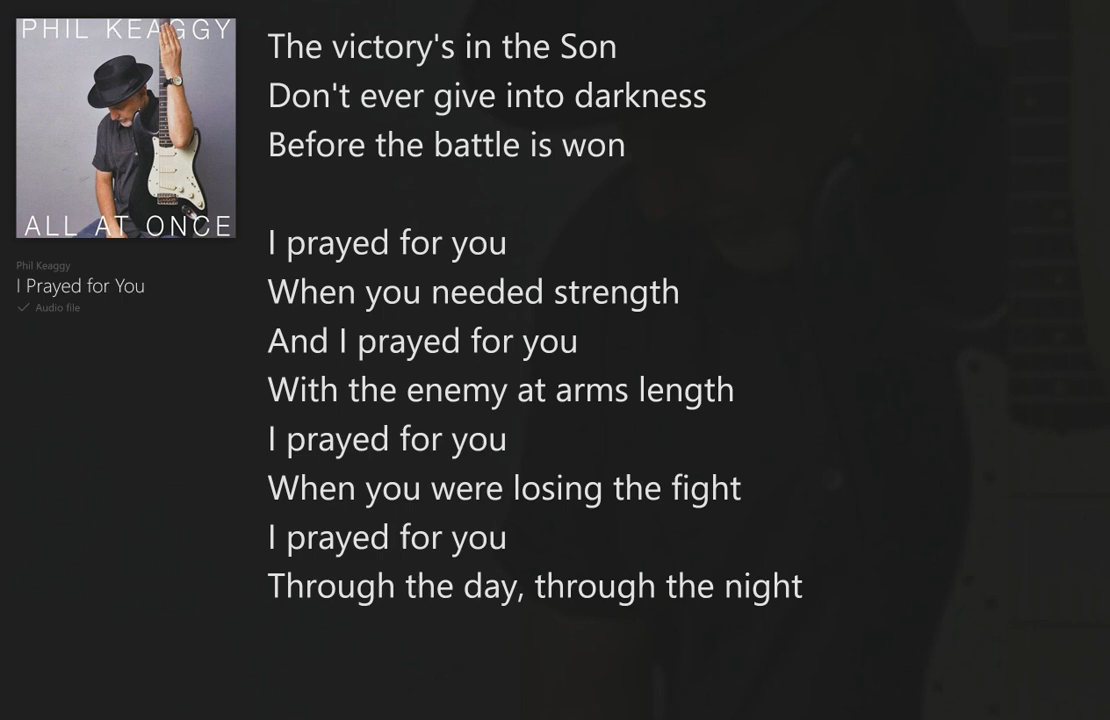 PHIL KEAGGY
ALL AT ONCE
Phil Keaggy
I Prayed for You
Audio file
The victory's in the Son
Don't ever give into darkness
Before the battle is won
I prayed for you
When you needed strength
And I prayed for you
With the enemy at arms length
I prayed for you
When you were losing the fight
I prayed for you
Through the day, through the night